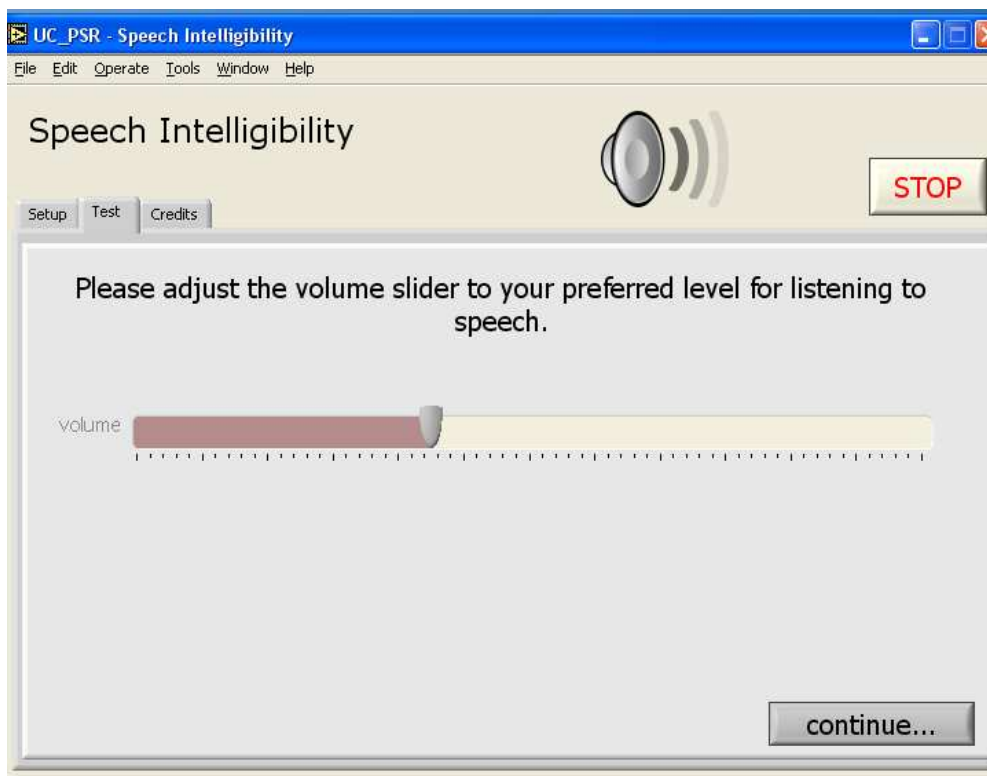 UC_PSR - Speech Intelligibility
File Edit Operate Tools Window Help
Speech Intelligibility
STOP
Setup Test Credits
Please adjust the volume slider to your preferred level for listening to
speech.
volume
continue...